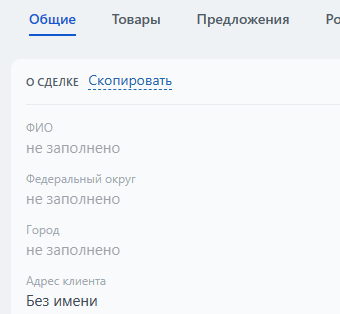 Общие Товары Предложения Ро
О СДЕЛКЕ Скопировать
ФИО
не заполнено
Федеральный округ
не заполнено
Город
не заполнено
Адрес клиента
Без имени